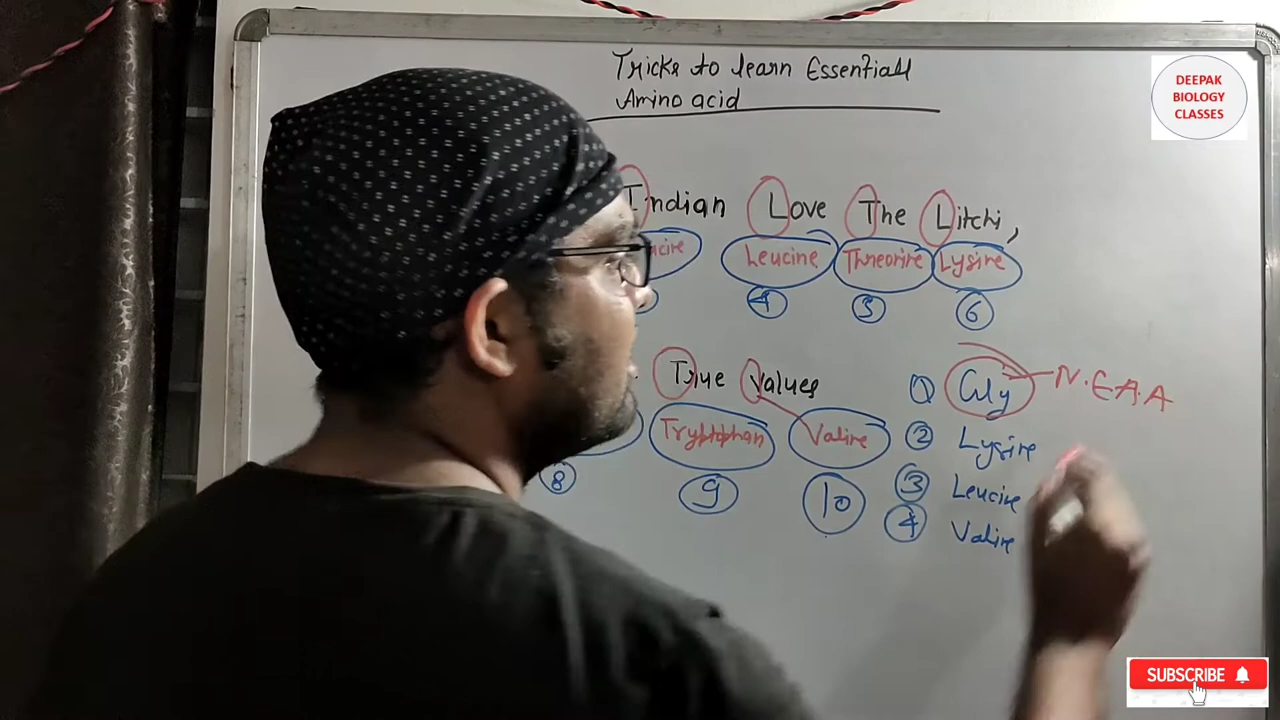 Tricks to learn Essentiall
Amino acid
DEEPAK
BIOLOGY
CLASSES
Indian Love The Litchi,
Leucine Threonine Lysine
4 5 6
True Values
Tryptophan Valine
8 9 10
1 Gly N.E.A.A
2 Lysine
3 Leucine
4 Valine
SUBSCRIBE